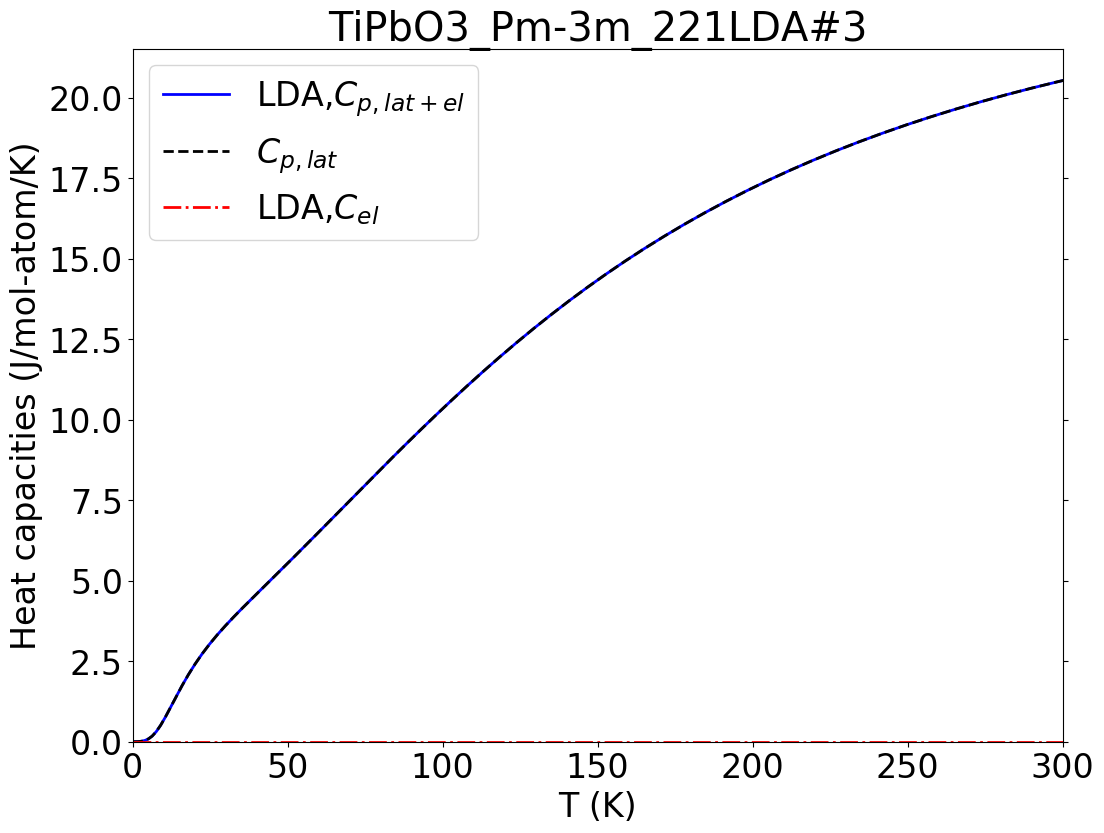 TiPbO3_Pm-3m_221LDA#3
LDA,C_{p,lat+el}
C_{p,lat}
LDA,C_{el}
Heat capacities (J/mol-atom/K)
20.0
17.5
15.0
12.5
10.0
7.5
5.0
2.5
0.0
0 50 100 150 200 250 300
T (K)